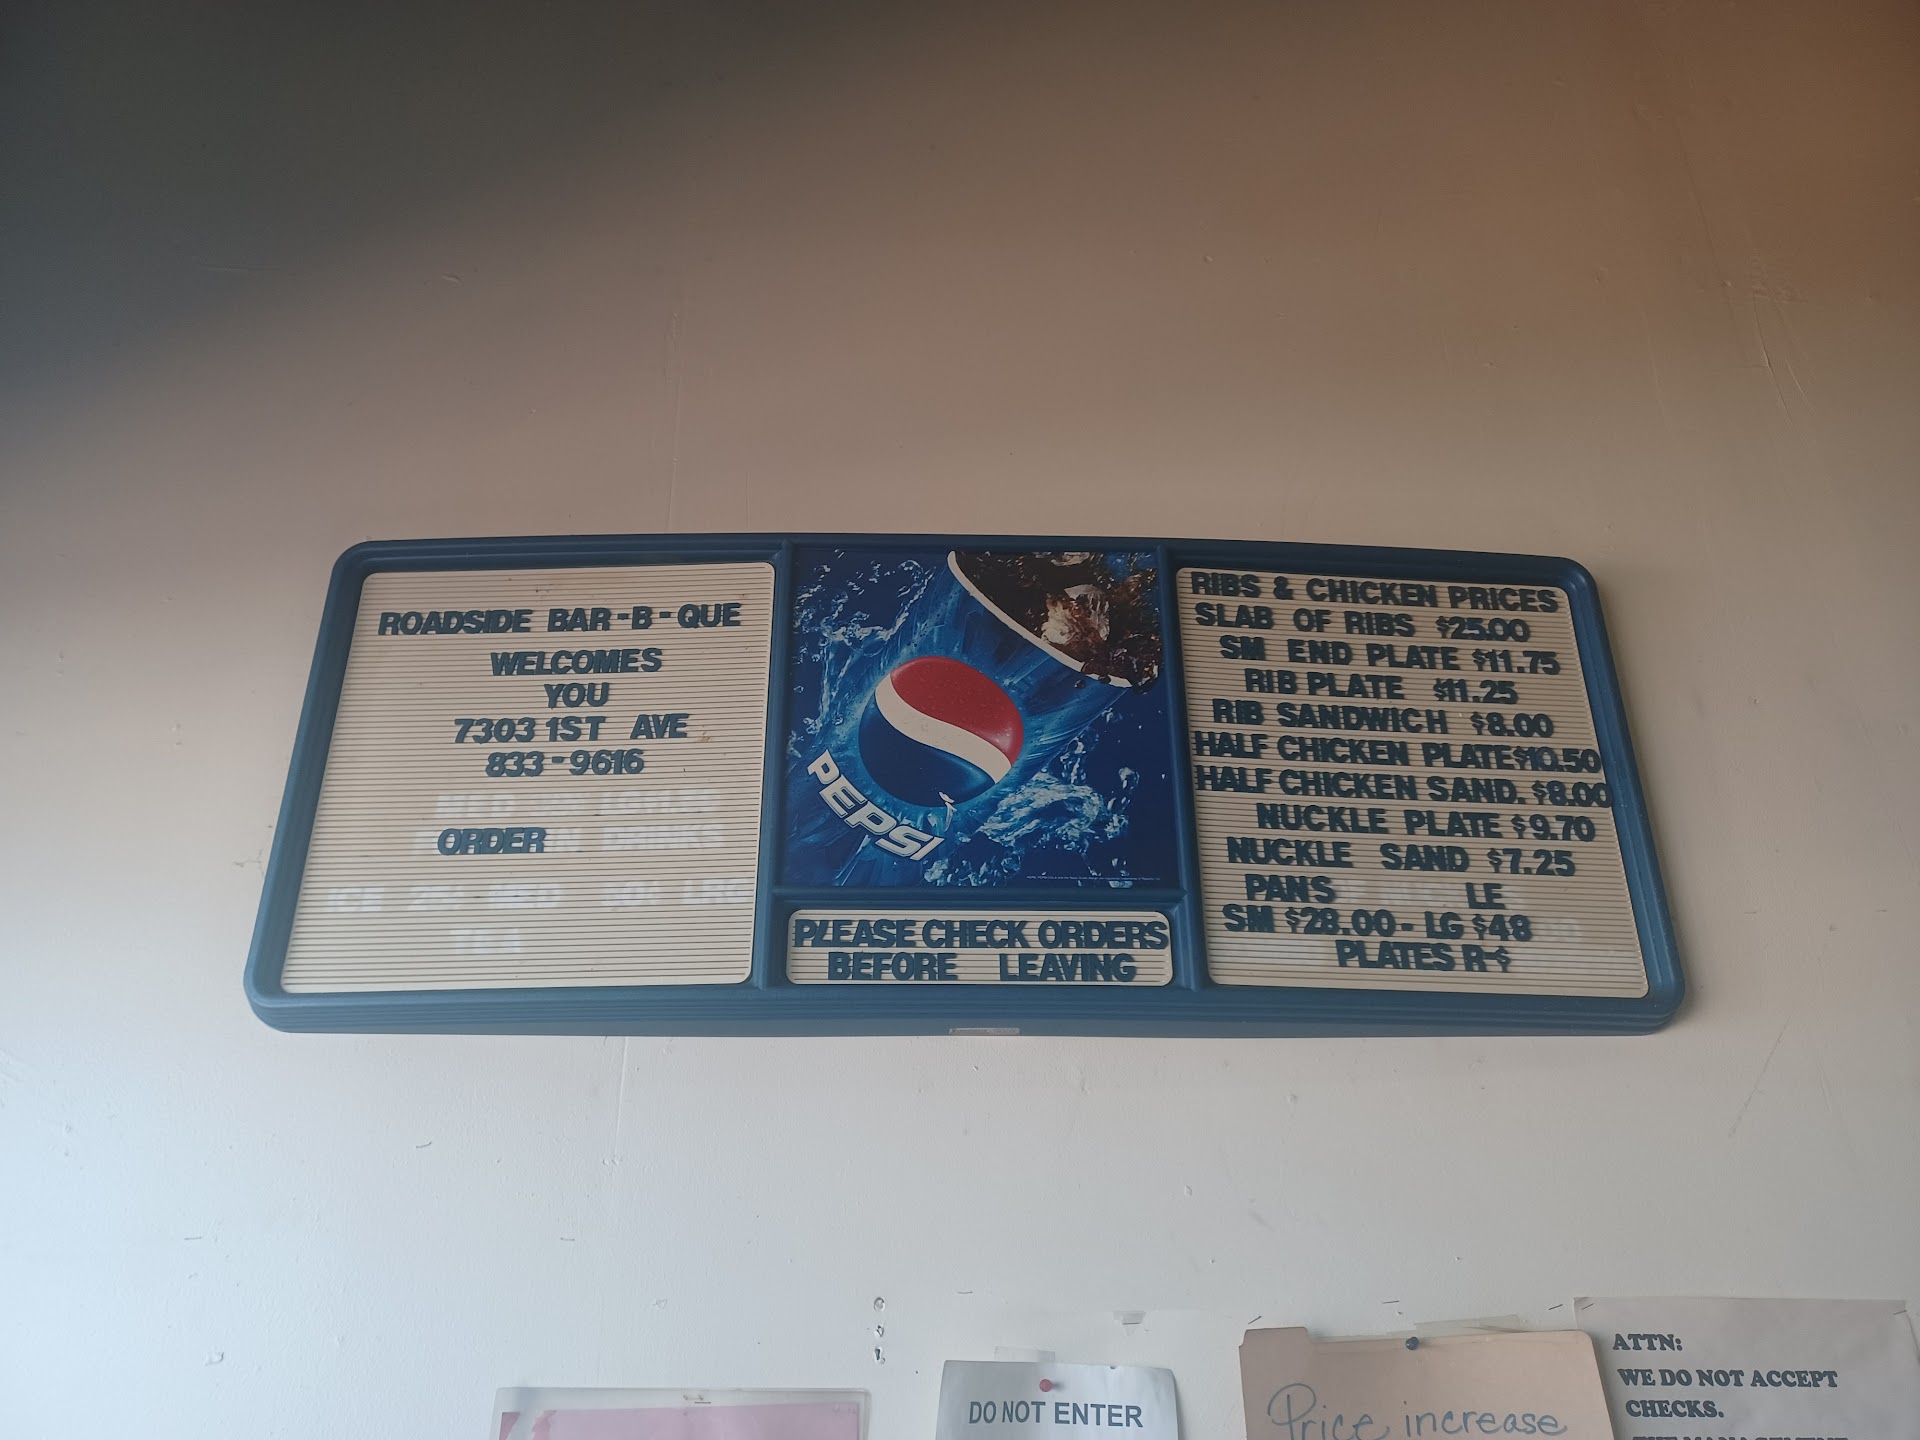 ROADSIDE BAR-B-QUE
WELCOMES
YOU
7303 1ST AVE
833-9616
ORDER
PEPSI
PLEASE CHECK ORDERS
BEFORE LEAVING
RIBS & CHICKEN PRICES
SLAB OF RIBS $25.00
SM END PLATE $11.75
RIB PLATE $11.25
RIB SANDWICH $8.00
HALF CHICKEN PLATE $10.50
HALF CHICKEN SAND. $8.00
NUCKLE PLATE $9.70
NUCKLE SAND $7.25
PANS LE
SM $28.00 - LG $48
PLATES R-$
DO NOT ENTER
Price increase
ATTN:
WE DO NOT ACCEPT
CHECKS.